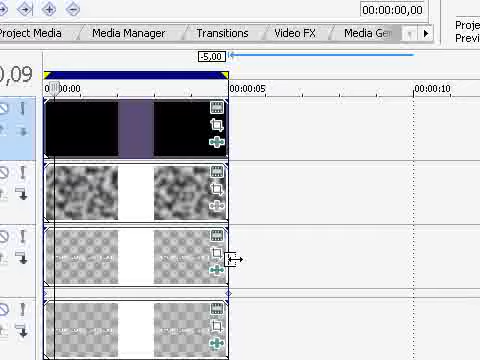 00:00:00,00
Project Media
Media Manager
Transitions
Video FX
Media Gen
Proje
Previ
-5,00
0,09
00:00
00:00:05
00:00:10